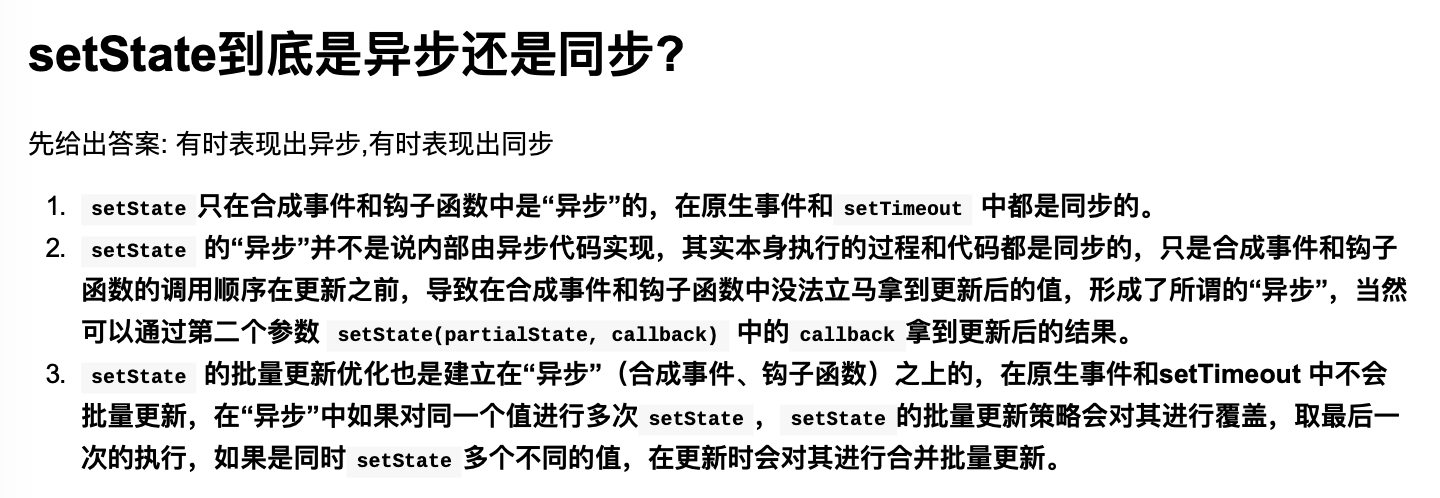 setState到底是异步还是同步?
先给出答案: 有时表现出异步,有时表现出同步
1. setState 只在合成事件和钩子函数中是“异步”的，在原生事件和 setTimeout 中都是同步的。
2. setState 的“异步”并不是说内部由异步代码实现，其实本身执行的过程和代码都是同步的，只是合成事件和钩子
函数的调用顺序在更新之前，导致在合成事件和钩子函数中没法立马拿到更新后的值，形成了所谓的“异步”，当然
可以通过第二个参数 setState(partialState, callback) 中的 callback 拿到更新后的结果。
3. setState 的批量更新优化也是建立在“异步”（合成事件、钩子函数）之上的，在原生事件和setTimeout 中不会
批量更新，在“异步”中如果对同一个值进行多次 setState ， setState 的批量更新策略会对其进行覆盖，取最后一
次的执行，如果是同时 setState 多个不同的值，在更新时会对其进行合并批量更新。